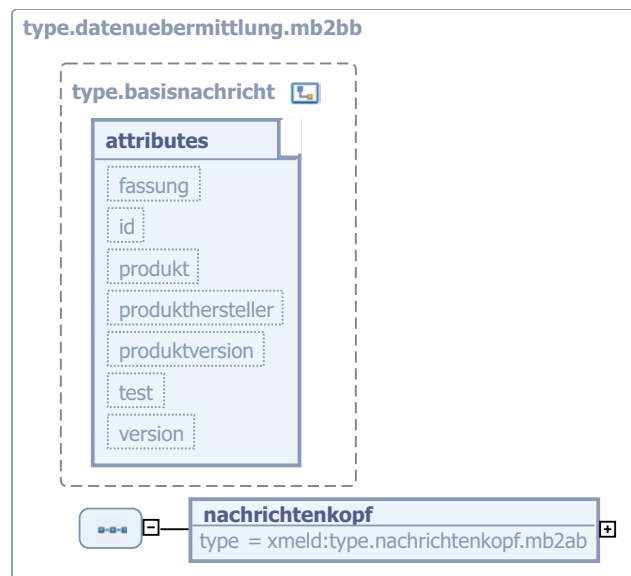 type.datenuebermittlung.mb2bb
type.basisnachricht
attributes
fassung
id
produkt
produkthersteller
produktversion
test
version
nachrichtenkopf
type = xmeld:type.nachrichtenkopf.mb2ab